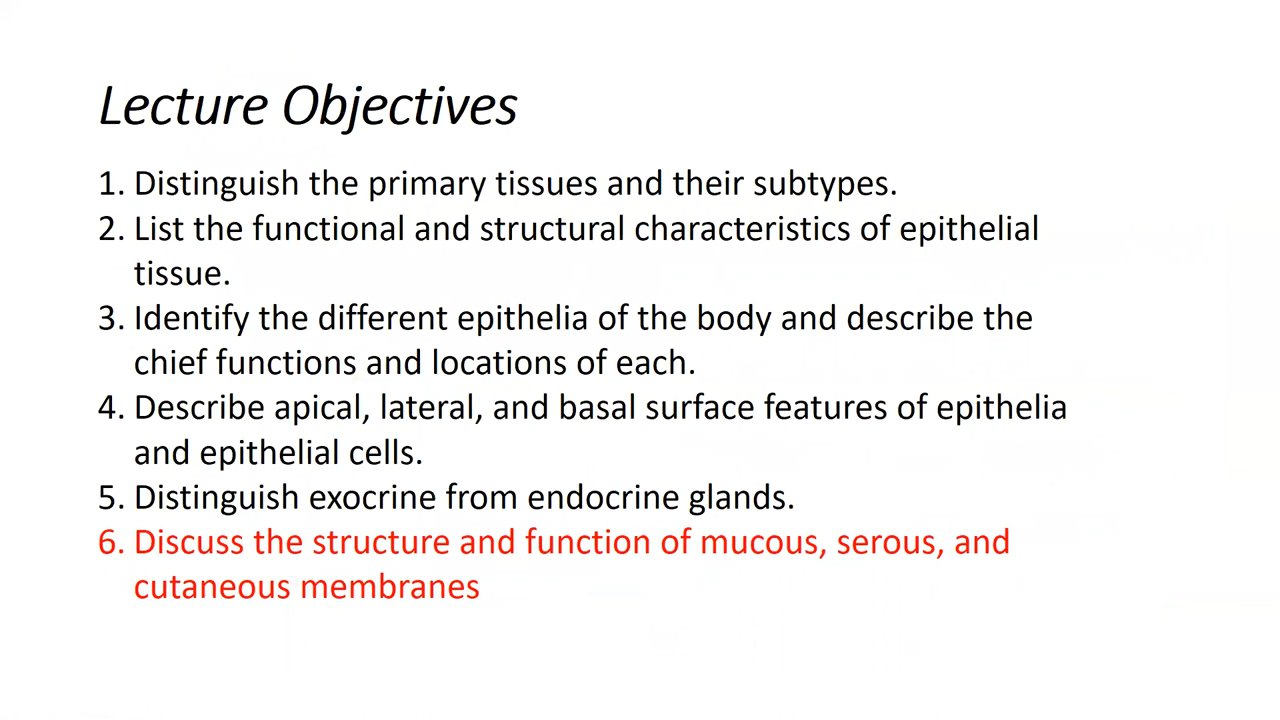 Lecture Objectives
1. Distinguish the primary tissues and their subtypes.
2. List the functional and structural characteristics of epithelial
tissue.
3. Identify the different epithelia of the body and describe the
chief functions and locations of each.
4. Describe apical, lateral, and basal surface features of epithelia
and epithelial cells.
5. Distinguish exocrine from endocrine glands.
6. Discuss the structure and function of mucous, serous, and
cutaneous membranes